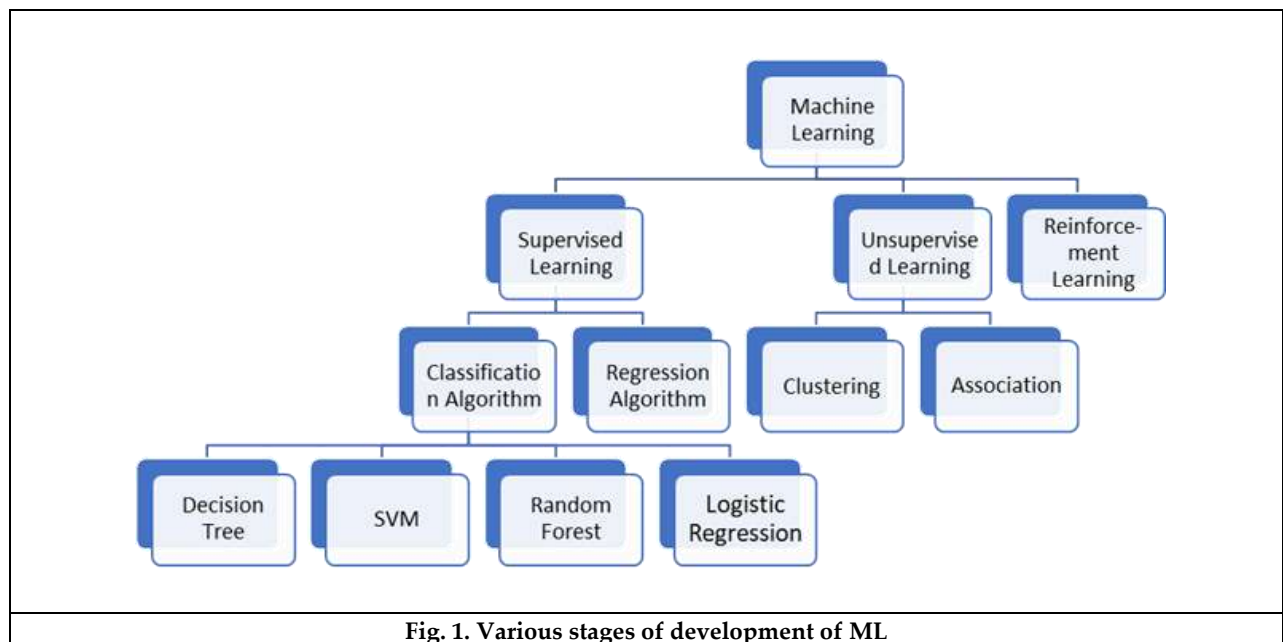 Machine
Learning
Supervised
Learning
Unsupervise
d Learning
Reinforce-
ment
Learning
Classificatio
n Algorithm
Regression
Algorithm
Clustering
Association
Decision
Tree
SVM
Random
Forest
Logistic
Regression
Fig. 1. Various stages of development of ML